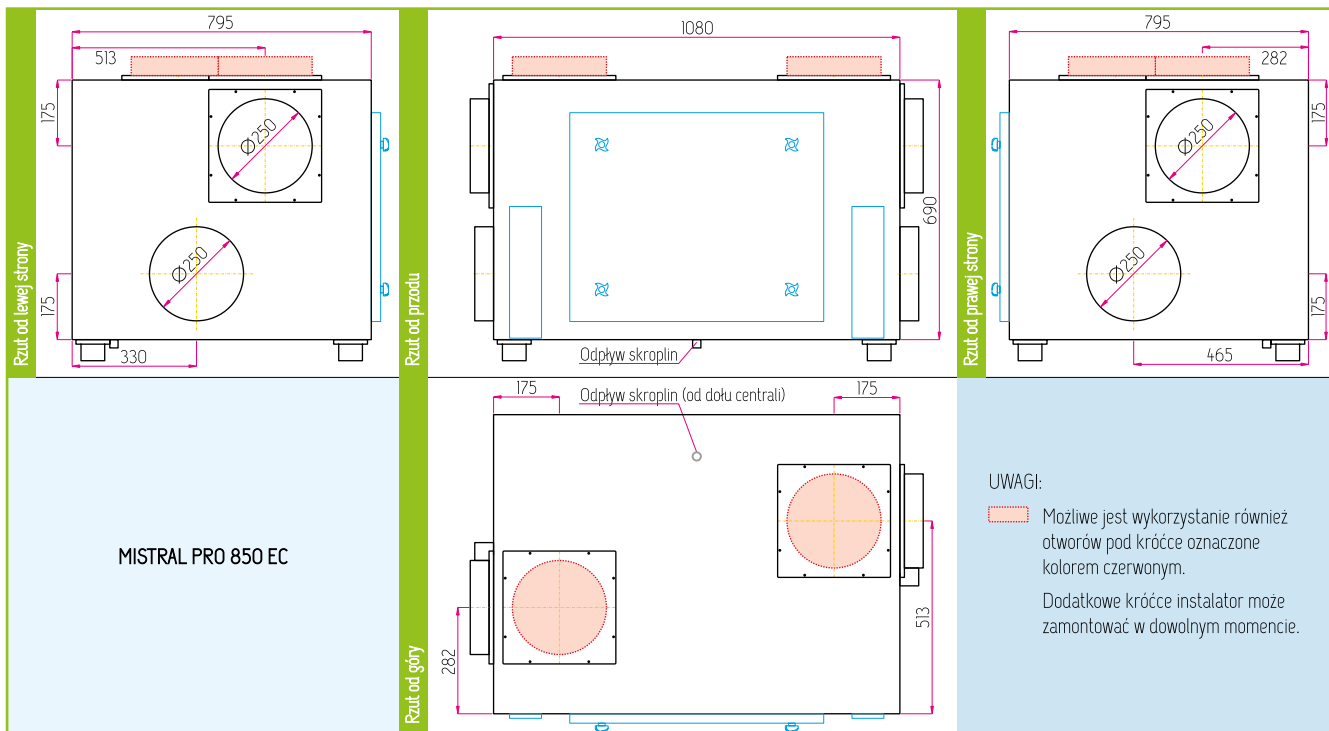 795
513
175
Ø250
Ø250
175
330
Rzut od lewej strony
1080
690
Odpływ skroplin
Rzut od przodu
795
282
175
Ø250
Ø250
175
465
Rzut od prawej strony
MISTRAL PRO 850 EC
175
Odpływ skroplin (od dołu centrali)
175
282
513
Rzut od góry
UWAGI:
Możliwe jest wykorzystanie również
otworów pod króćce oznaczone
kolorem czerwonym.
Dodatkowe króćce instalator może
zamontować w dowolnym momencie.